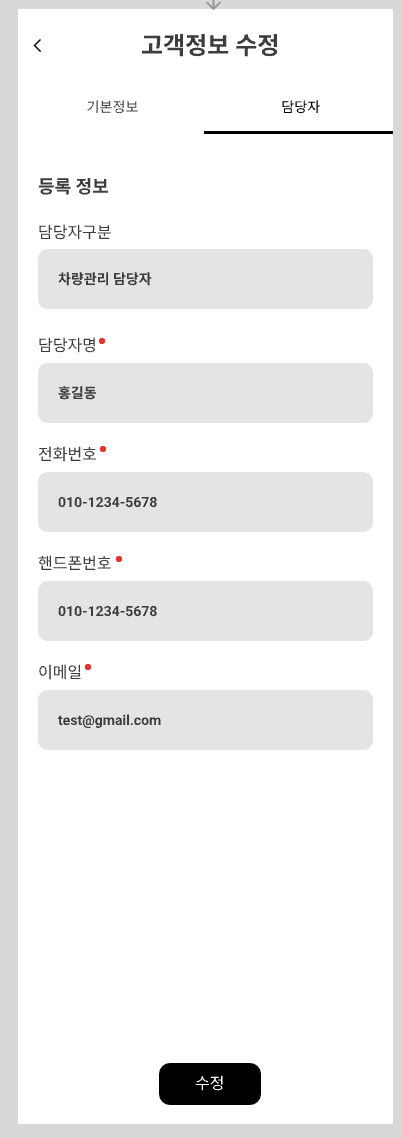 고객정보 수정
기본정보 담당자
등록 정보
담당자구분
차량관리 담당자
담당자명
홍길동
전화번호
010-1234-5678
핸드폰번호
010-1234-5678
이메일
test@gmail.com
수정